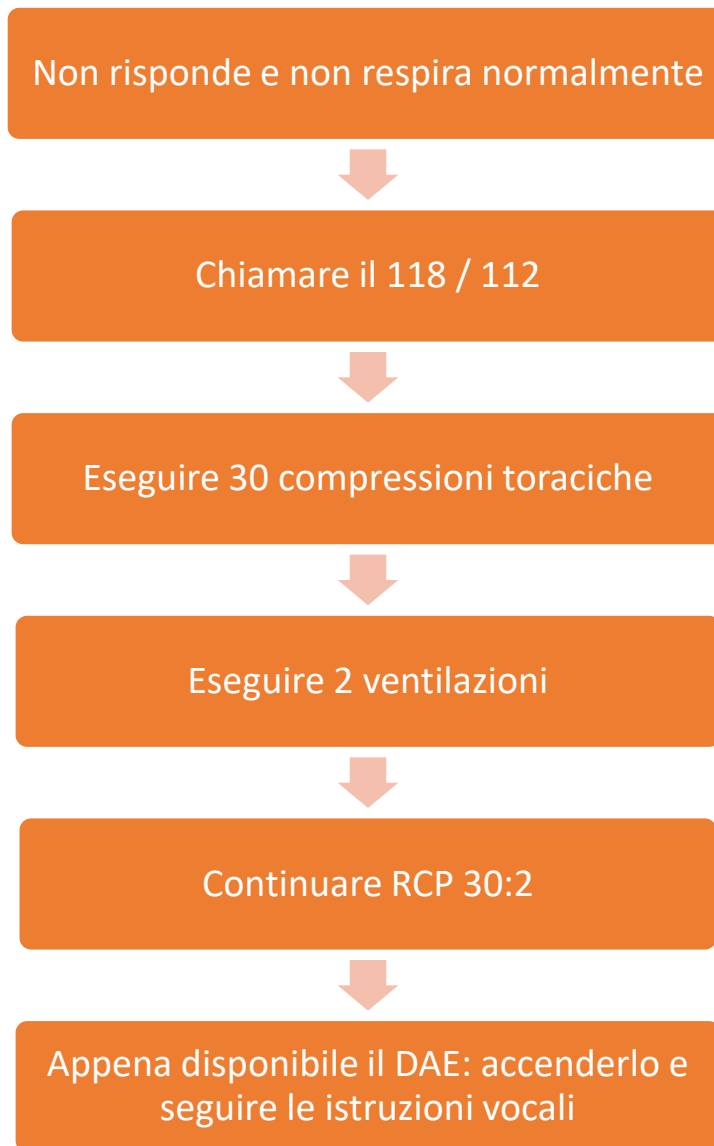 Non risponde e non respira normalmente
Chiamare il 118 / 112
Eseguire 30 compressioni toraciche
Eseguire 2 ventilazioni
Continuare RCP 30:2
Appena disponibile il DAE: accenderlo e
seguire le istruzioni vocali